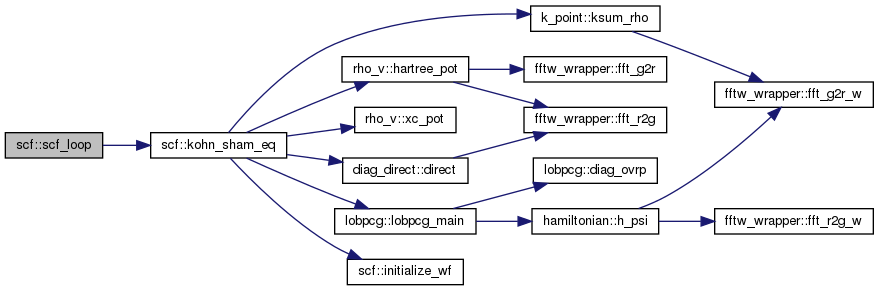 k_point::ksum_rho
rho_v::hartree_pot
fftw_wrapper::fft_g2r
fftw_wrapper::fft_g2r_w
rho_v::xc_pot
fftw_wrapper::fft_r2g
scf::scf_loop
scf::kohn_sham_eq
diag_direct::direct
lobpcg::diag_ovrp
lobpcg::lobpcg_main
hamiltonian::h_psi
fftw_wrapper::fft_r2g_w
scf::initialize_wf